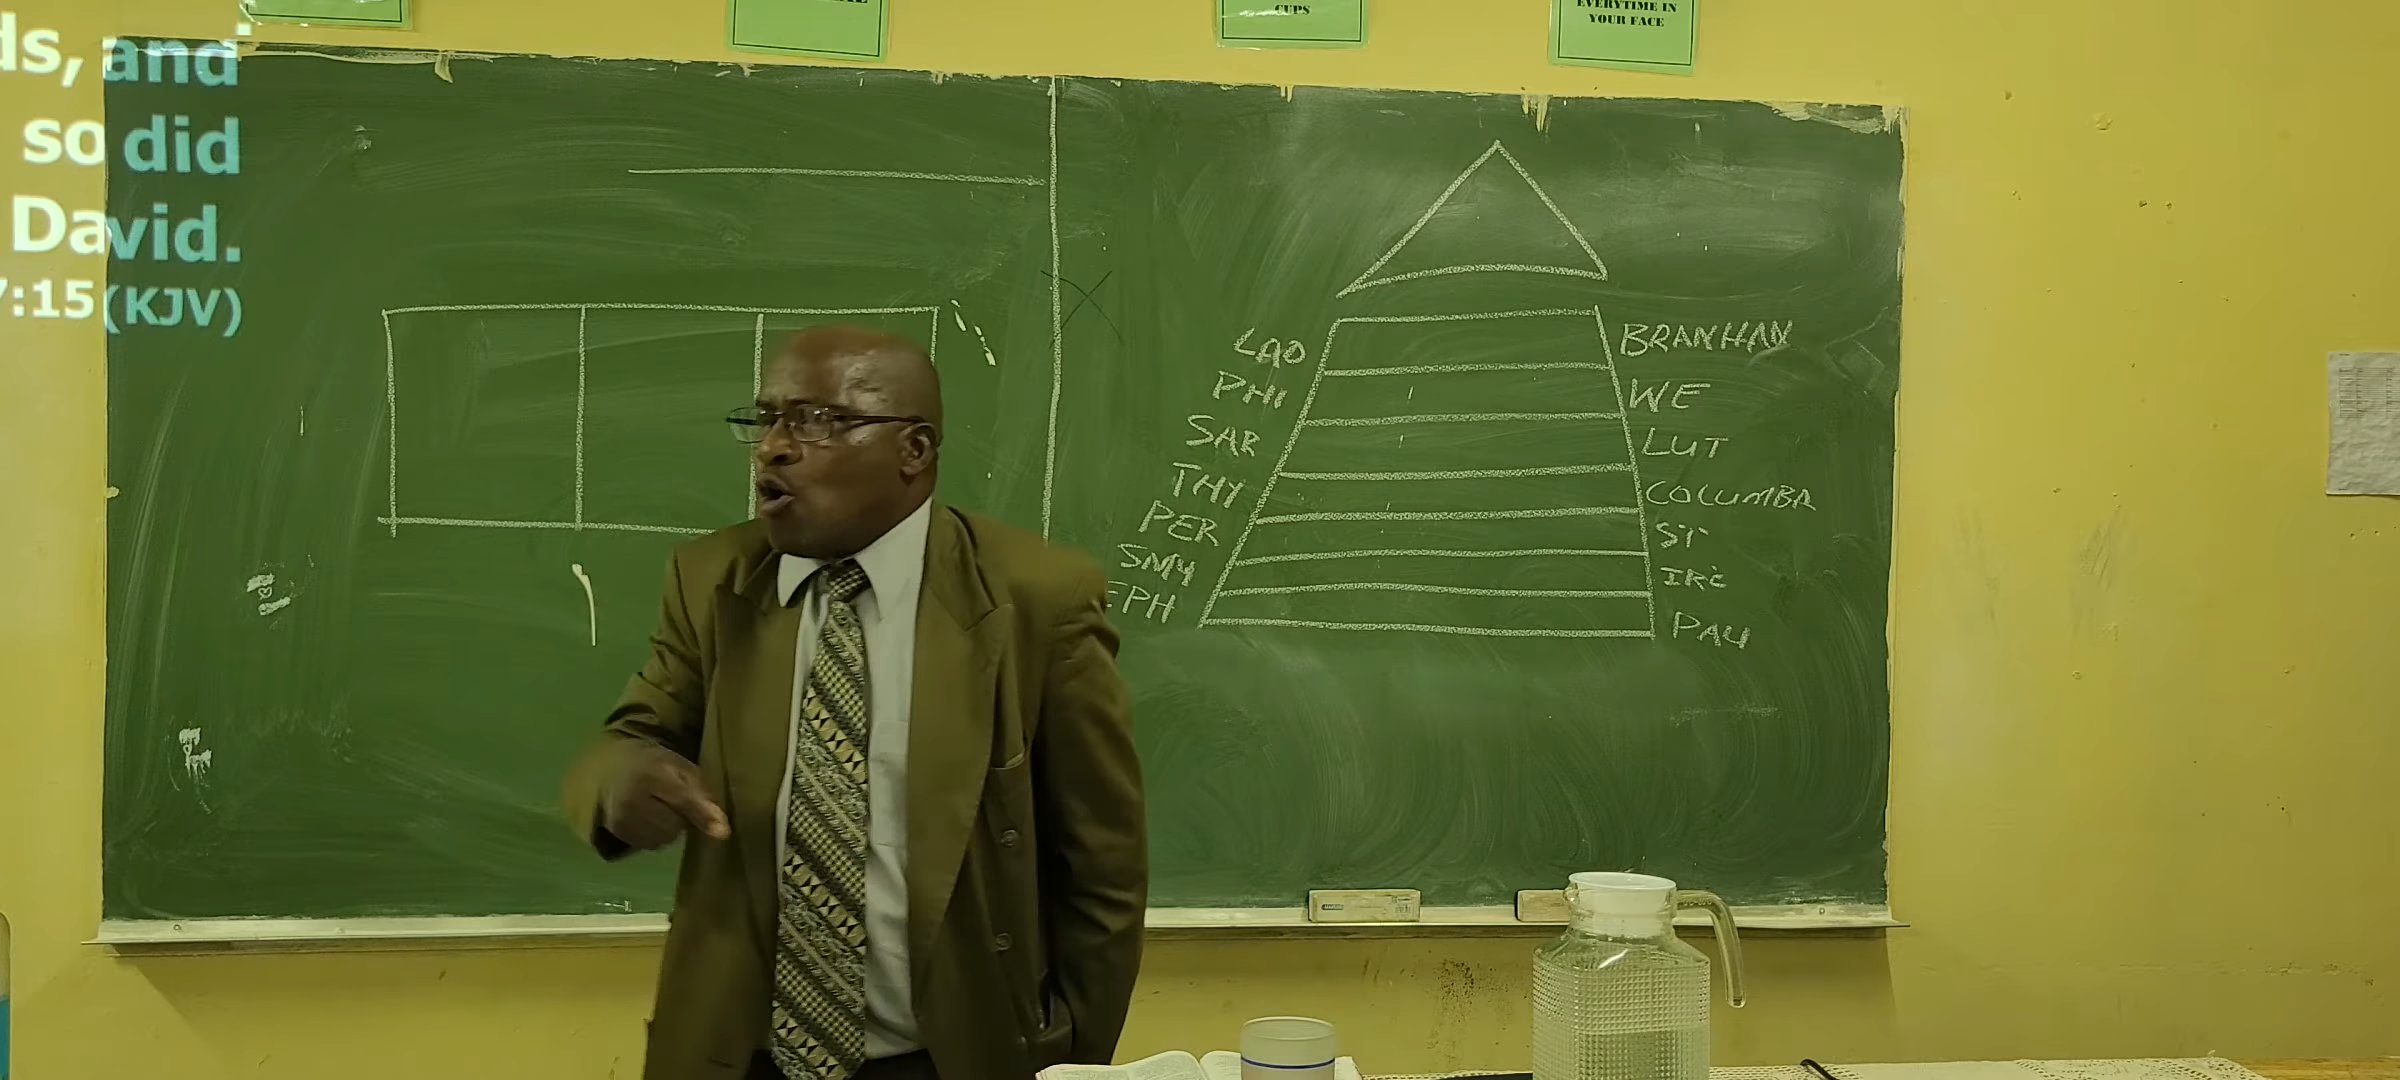 CUPS
EVERYTIME IN
YOUR FACE
ds, and
so did
David.
7:15 (KJV)
LAO
PHI
SAR
THY
PER
SMY
EPH
BRANHAN
WE
LUT
COLUMBA
ST
IRE
PAU